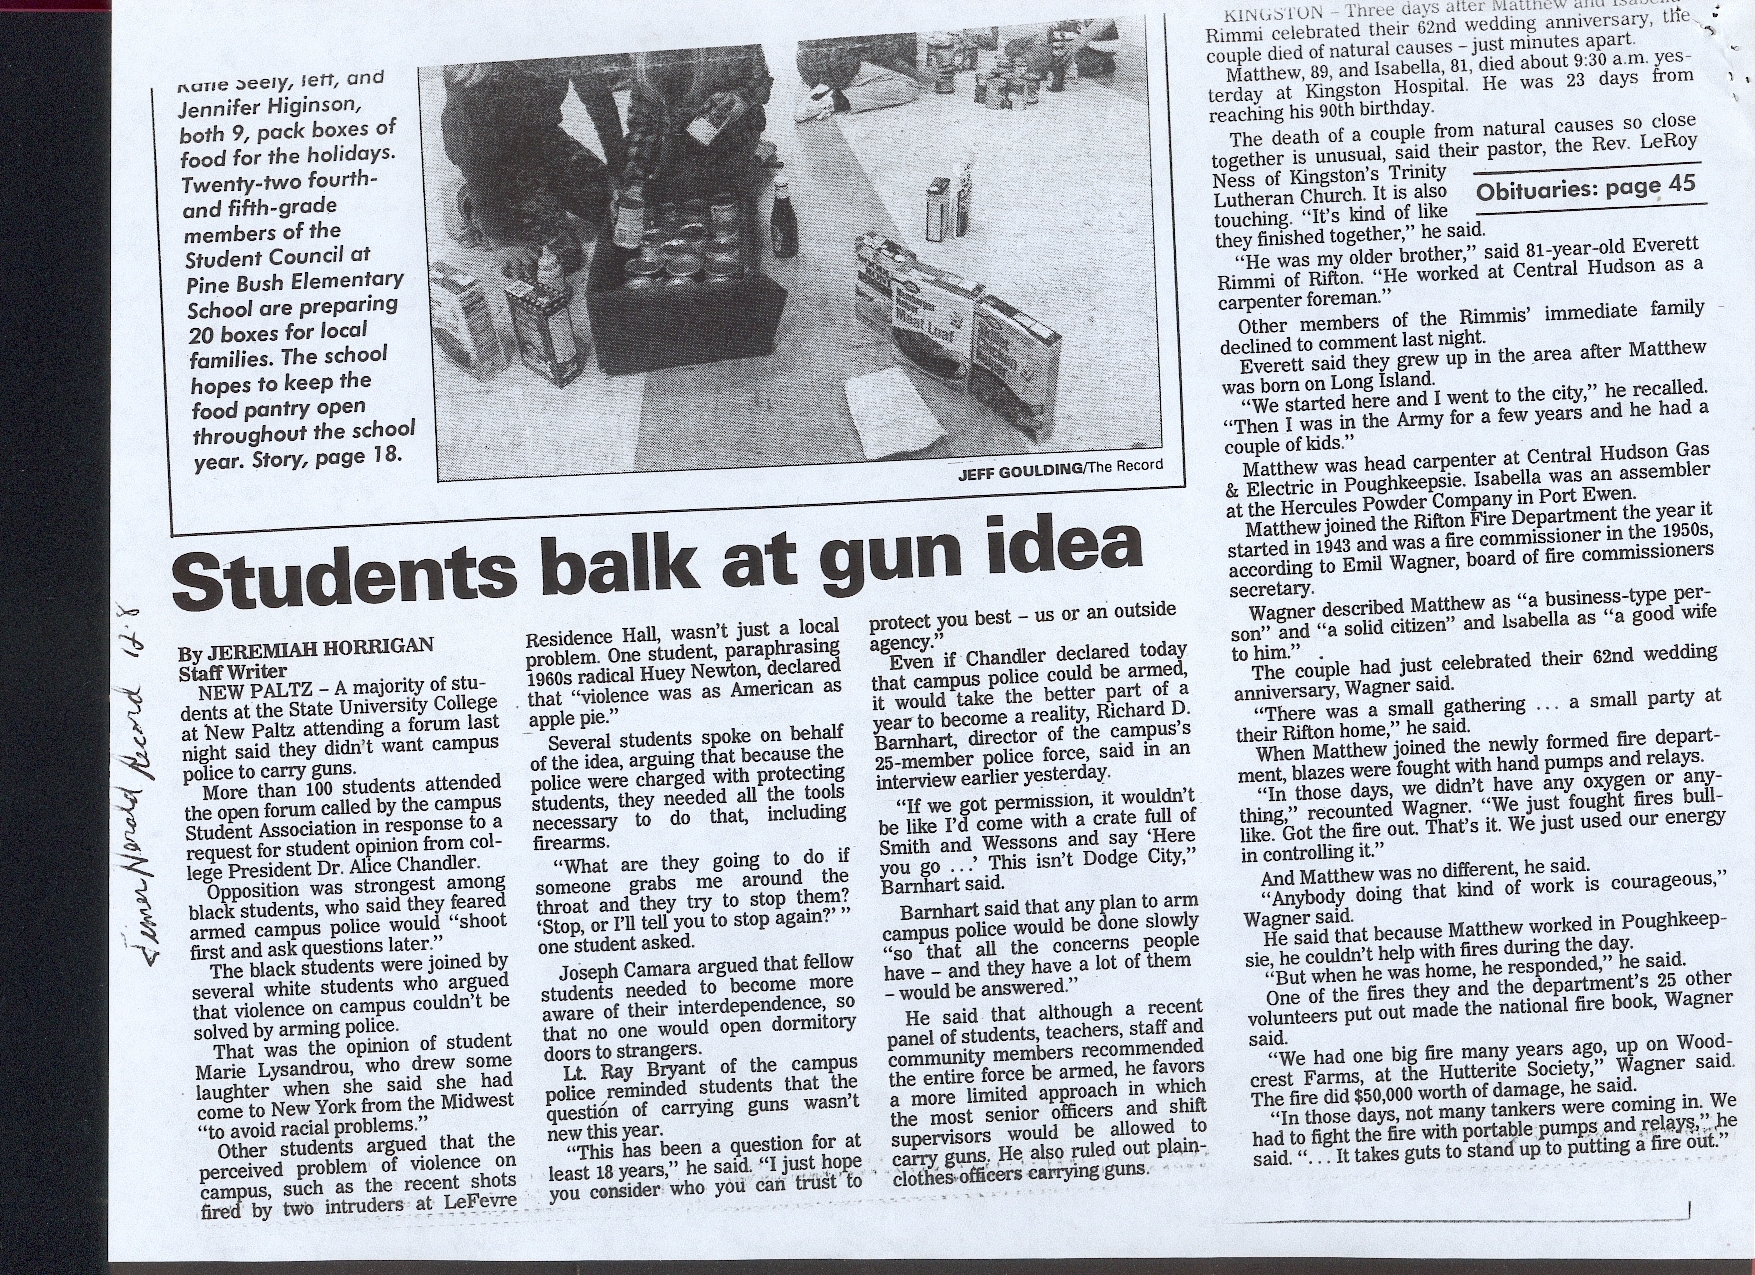 Katie Seely, left, and
Jennifer Higinson,
both 9, pack boxes of
food for the holidays.
Twenty-two fourth-
and fifth-grade
members of the
Student Council at
Pine Bush Elementary
School are preparing
20 boxes for local
families. The school
hopes to keep the
food pantry open
throughout the school
year. Story, page 18.
Meat Loaf
JEFF GOULDING/The Record
Students balk at gun idea
By JEREMIAH HORRIGAN
Staff Writer
NEW PALTZ – A majority of stu-
dents at the State University College
at New Paltz attending a forum last
night said they didn't want campus
police to carry guns.
More than 100 students attended
the open forum called by the campus
Student Association in response to a
request for student opinion from col-
lege President Dr. Alice Chandler.
Opposition was strongest among
black students, who said they feared
armed campus police would "shoot
first and ask questions later."
The black students were joined by
several white students who argued
that violence on campus couldn't be
solved by arming police.
That was the opinion of student
Marie Lysandrou, who drew some
laughter when she said she had
come to New York from the Midwest
"to avoid racial problems."
Other students argued that the
perceived problem of violence on
campus, such as the recent shots
fired by two intruders at LeFevre
Residence Hall, wasn't just a local
problem. One student, paraphrasing
1960s radical Huey Newton, declared
that "violence was as American as
apple pie."
Several students spoke on behalf
of the idea, arguing that because the
police were charged with protecting
students, they needed all the tools
necessary to do that, including
firearms.
"What are they going to do if
someone grabs me around the
throat and they try to stop them?
'Stop, or I'll tell you to stop again?' "
one student asked.
Joseph Camara argued that fellow
students needed to become more
aware of their interdependence, so
that no one would open dormitory
doors to strangers.
Lt. Ray Bryant of the campus
police reminded students that the
question of carrying guns wasn't
new this year.
"This has been a question for at
least 18 years," he said. "I just hope
you consider who you can trust to
protect you best – us or an outside
agency."
Even if Chandler declared today
that campus police could be armed,
it would take the better part of a
year to become a reality, Richard D.
Barnhart, director of the campus's
25-member police force, said in an
interview earlier yesterday.
"If we got permission, it wouldn't
be like I'd come with a crate full of
Smith and Wessons and say 'Here
you go ...' This isn't Dodge City,"
Barnhart said.
Barnhart said that any plan to arm
campus police would be done slowly
"so that all the concerns people
have – and they have a lot of them
– would be answered."
He said that although a recent
panel of students, teachers, staff and
community members recommended
the entire force be armed, he favors
a more limited approach in which
the most senior officers and shift
supervisors would be allowed to
carry guns. He also ruled out plain-
clothes officers carrying guns.
KINGSTON – Three days after Matthew and Isabella
Rimmi celebrated their 62nd wedding anniversary, the
couple died of natural causes – just minutes apart.
Matthew, 89, and Isabella, 81, died about 9:30 a.m. yes-
terday at Kingston Hospital. He was 23 days from
reaching his 90th birthday.
The death of a couple from natural causes so close
together is unusual, said their pastor, the Rev. LeRoy
Ness of Kingston's Trinity
Lutheran Church. It is also
touching. "It's kind of like
they finished together," he said.
Obituaries: page 45
"He was my older brother," said 81-year-old Everett
Rimmi of Rifton. "He worked at Central Hudson as a
carpenter foreman."
Other members of the Rimmis' immediate family
declined to comment last night.
Everett said they grew up in the area after Matthew
was born on Long Island.
"We started here and I went to the city," he recalled.
"Then I was in the Army for a few years and he had a
couple of kids."
Matthew was head carpenter at Central Hudson Gas
& Electric in Poughkeepsie. Isabella was an assembler
at the Hercules Powder Company in Port Ewen.
Matthew joined the Rifton Fire Department the year it
started in 1943 and was a fire commissioner in the 1950s,
according to Emil Wagner, board of fire commissioners
secretary.
Wagner described Matthew as "a business-type per-
son" and "a solid citizen" and Isabella as "a good wife
to him."
The couple had just celebrated their 62nd wedding
anniversary, Wagner said.
"There was a small gathering ... a small party at
their Rifton home," he said.
When Matthew joined the newly formed fire depart-
ment, blazes were fought with hand pumps and relays.
"In those days, we didn't have any oxygen or any-
thing," recounted Wagner. "We just fought fires bull-
like. Got the fire out. That's it. We just used our energy
in controlling it."
And Matthew was no different, he said.
"Anybody doing that kind of work is courageous,"
Wagner said.
He said that because Matthew worked in Poughkeep-
sie, he couldn't help with fires during the day.
"But when he was home, he responded," he said.
One of the fires they and the department's 25 other
volunteers put out made the national fire book, Wagner
said.
"We had one big fire many years ago, up on Wood-
crest Farms, at the Hutterite Society," Wagner said.
The fire did $50,000 worth of damage, he said.
"In those days, not many tankers were coming in. We
had to fight the fire with portable pumps and relays," he
said. "... It takes guts to stand up to putting a fire out."
Times Herald Record 12.8